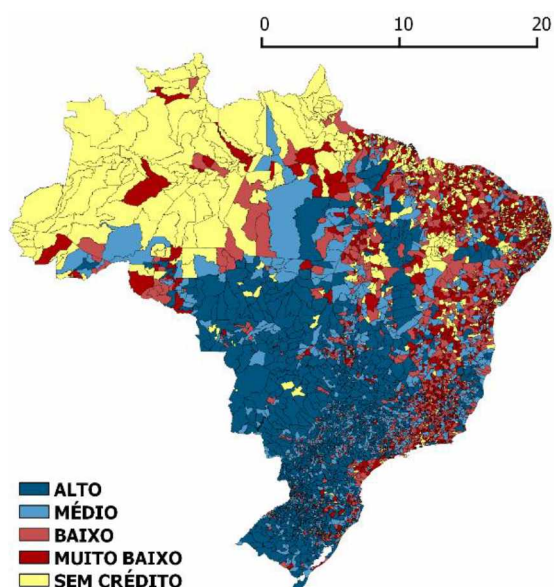 0 10 20
ALTO
MÉDIO
BAIXO
MUITO BAIXO
SEM CRÉDITO